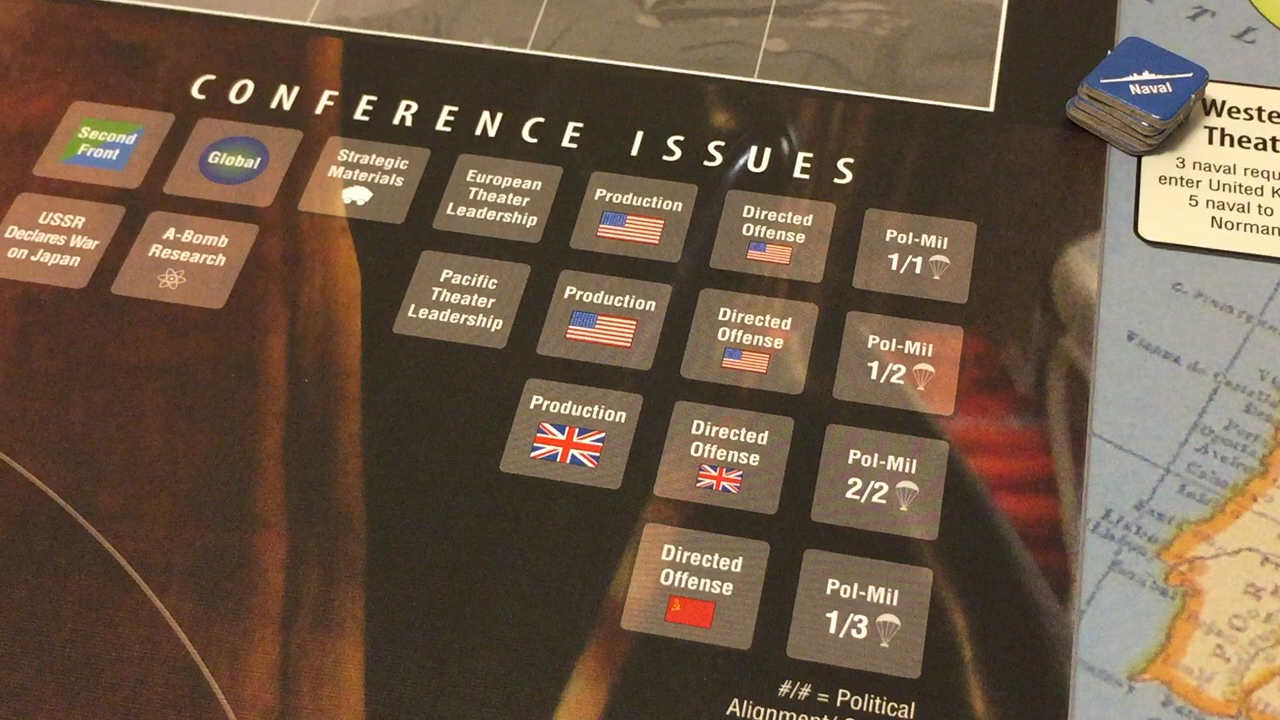 CONFERENCE ISSUES
Second
Front
Global
Strategic
Materials
European
Theater
Leadership
Production
Directed
Offense
Pol-Mil
1/1
USSR
Declares War
on Japan
A-Bomb
Research
Pacific
Theater
Leadership
Production
Directed
Offense
Pol-Mil
1/2
Production
Directed
Offense
Pol-Mil
2/2
Directed
Offense
Pol-Mil
1/3
#/# = Political
Alignment/
Naval
Weste
Theat
3 naval requ
enter United K
5 naval to
Norman
T L